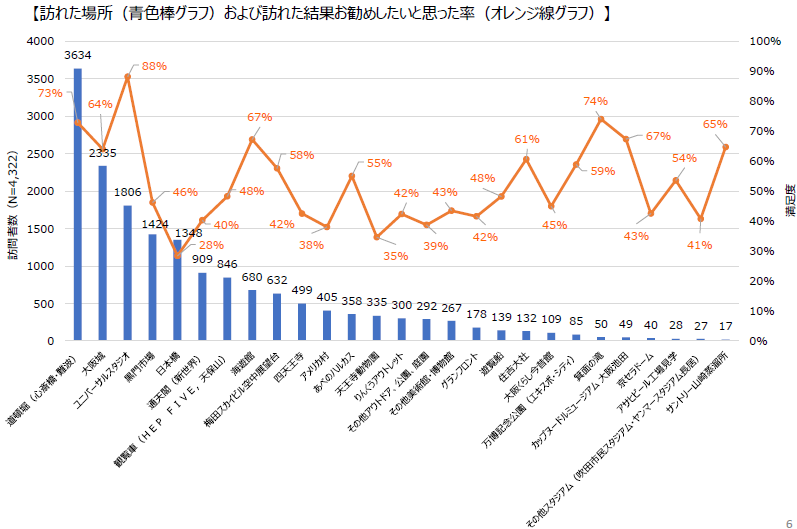 【訪れた場所（青色棒グラフ）および訪れた結果お勧めしたいと思った率（オレンジ線グラフ）】
4000
3500
3000
2500
2000
1500
1000
500
0
訪問者数（N=4,322）
100%
90%
80%
70%
60%
50%
40%
30%
20%
10%
0%
満足度
3634
2335
1806
1424
1348
909
846
680
632
499
405
358
335
300
292
267
178
139
132
109
85
50
49
40
28
27
17
73%
64%
88%
46%
28%
40%
48%
67%
58%
42%
38%
55%
35%
42%
39%
43%
42%
48%
61%
45%
59%
74%
67%
43%
54%
41%
65%
道頓堀（心斎橋・難波）
大阪城
ユニバーサルスタジオ
黒門市場
日本橋
通天閣（新世界）
観覧車（ＨＥＰ　ＦＩＶＥ，天保山）
海遊館
梅田スカイビル空中展望台
四天王寺
アメリカ村
あべのハルカス
天王寺動物園
りんくうアウトレット
その他アウトドア、公園、庭園
その他美術館・博物館
グランフロント
遊覧船
住吉大社
大阪くらし今昔館
万博記念公園（エキスポ・シティ）
箕面の滝
カップヌードルミュージアム・大阪池田
京セラドーム
アサヒビール工場見学
その他スタジアム（吹田市民スタジアム・ヤンマースタジアム長居）
サントリー山崎蒸留所
6